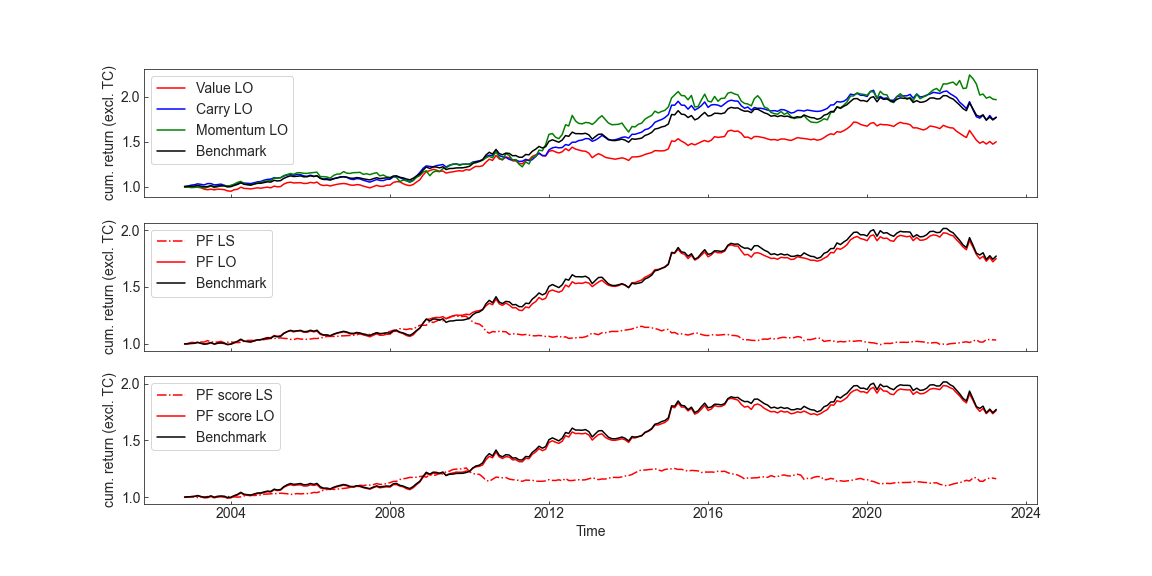 cum. return (excl. TC)
2.0
1.5
1.0
Value LO
Carry LO
Momentum LO
Benchmark
cum. return (excl. TC)
2.0
1.5
1.0
PF LS
PF LO
Benchmark
cum. return (excl. TC)
2.0
1.5
1.0
PF score LS
PF score LO
Benchmark
2004 2008 2012 2016 2020 2024
Time